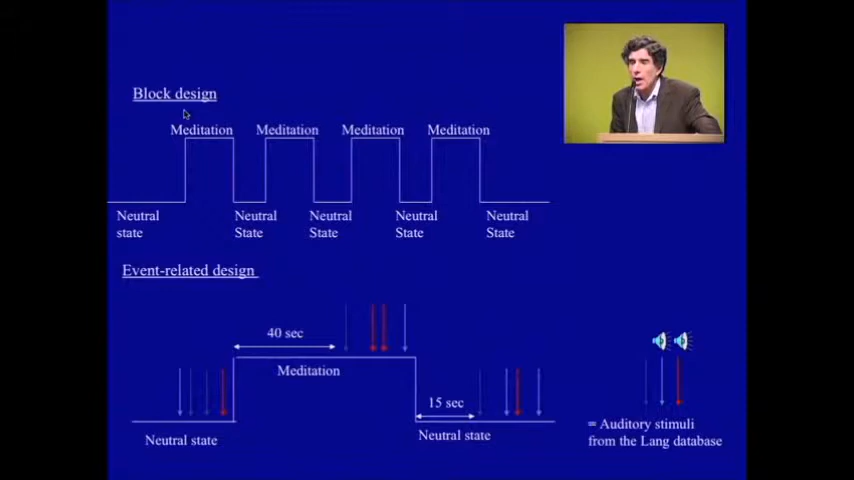 Block design
Meditation Meditation Meditation Meditation
Neutral state
Neutral State
Neutral State
Neutral State
Neutral State
Event-related design
40 sec
Meditation
15 sec
Neutral state
Neutral state
= Auditory stimuli
from the Lang database